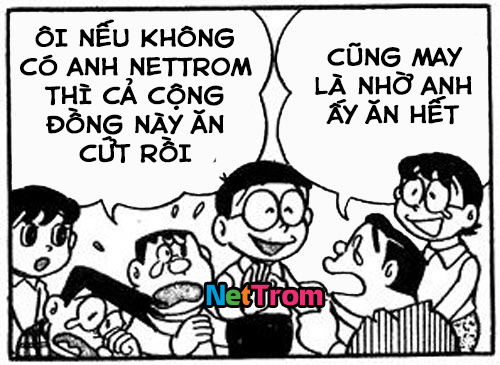 ÔI NẾU KHÔNG
CÓ ANH NETTROM
THÌ CẢ CỘNG
ĐỒNG NÀY ĂN
CỨT RỒI
CŨNG MAY
LÀ NHỜ ANH
ẤY ĂN HẾT
NetTrom